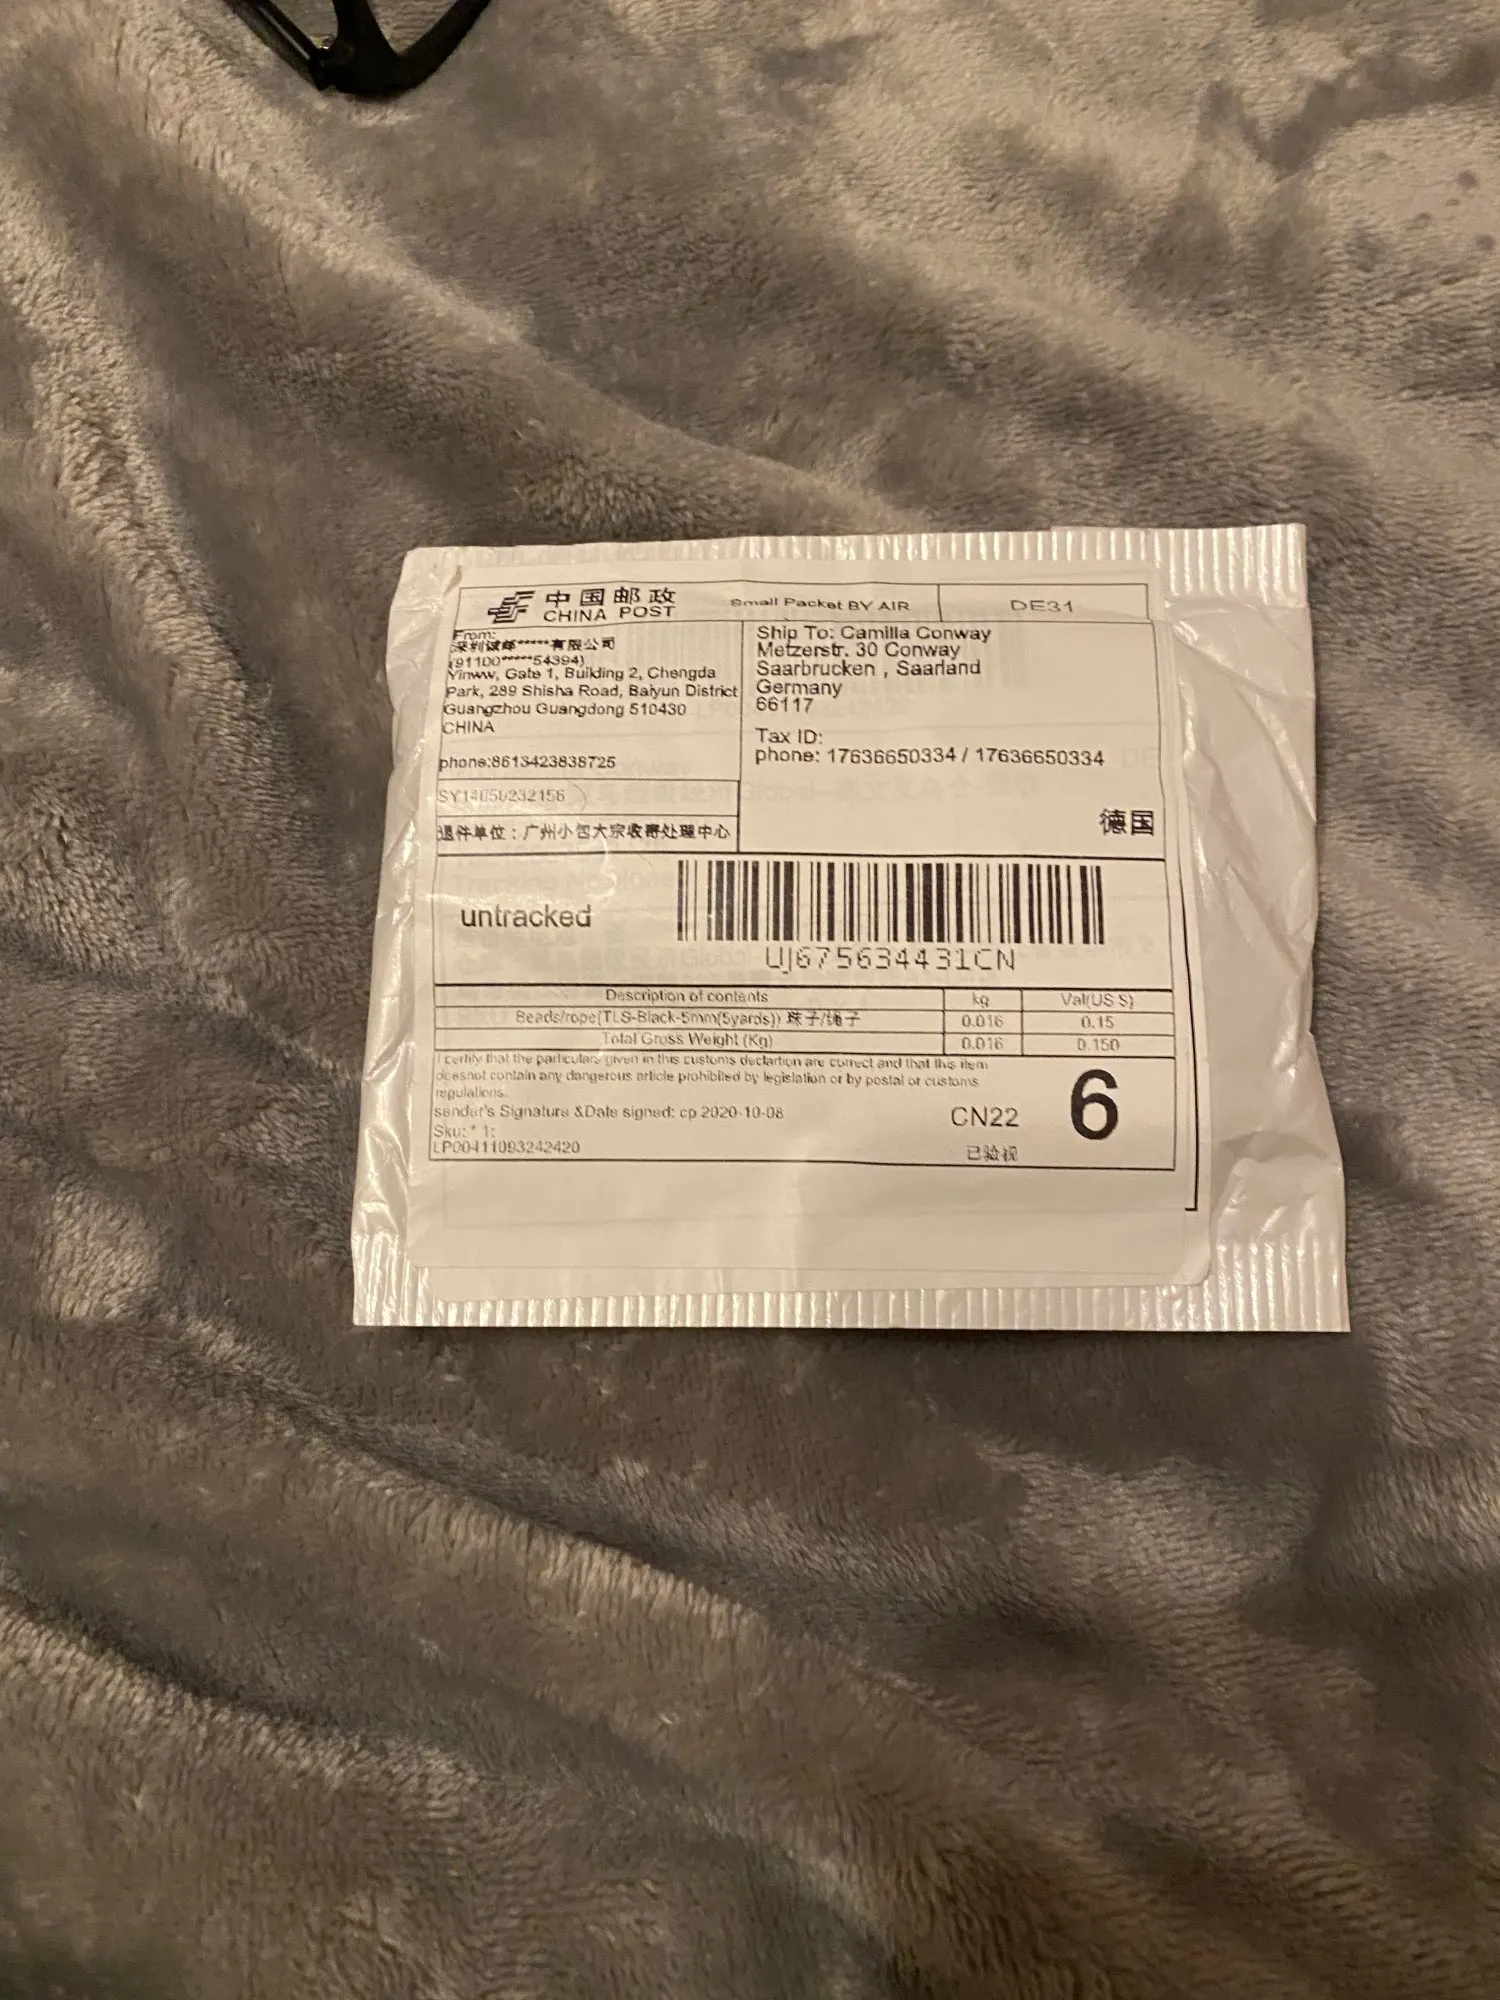 中国邮政
CHINA POST
Small Packet BY AIR
DE31
From:
深圳诚邮*****有限公司
(91100*****54394)
Yinww, Gate 1, Building 2, Chengda
Park, 289 Shisha Road, Baiyun District
Guangzhou Guangdong 510430
CHINA
phone:8613423838725
SY14050232156
退件单位：广州小包大宗收寄处理中心
Ship To: Camilla Conway
Metzerstr. 30 Conway
Saarbrucken , Saarland
Germany
66117
Tax ID:
phone: 17636650334 / 17636650334
德国
untracked
UJ675634431CN
Description of contents kg Val(US $)
Beads/rope(TLS-Black-5mm(5yards)) 珠子/绳子 0.016 0.15
Total Gross Weight (Kg) 0.016 0.150
I certify that the particulars given in this customs declartion are correct and that this item
doesnot contain any dangerous article prohibited by legislation or by postal or customs
regulations.
sender's Signature &Date signed: cp 2020-10-08
Sku: * 1:
LP00411093242420
CN22
已验视
6